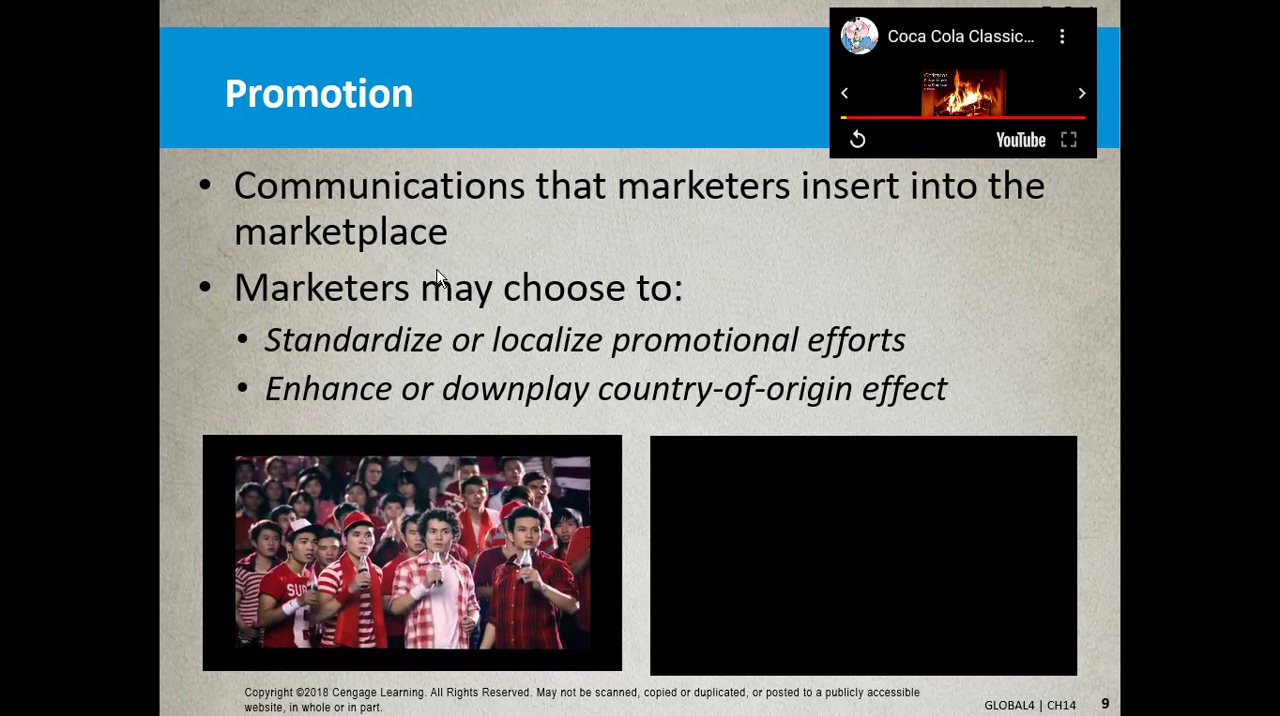 Coca Cola Classic…
YouTube
Promotion
• Communications that marketers insert into the
marketplace
• Marketers may choose to:
• Standardize or localize promotional efforts
• Enhance or downplay country-of-origin effect
SUP
Copyright ©2018 Cengage Learning. All Rights Reserved. May not be scanned, copied or duplicated, or posted to a publicly accessible
website, in whole or in part.
GLOBAL4 | CH14
9